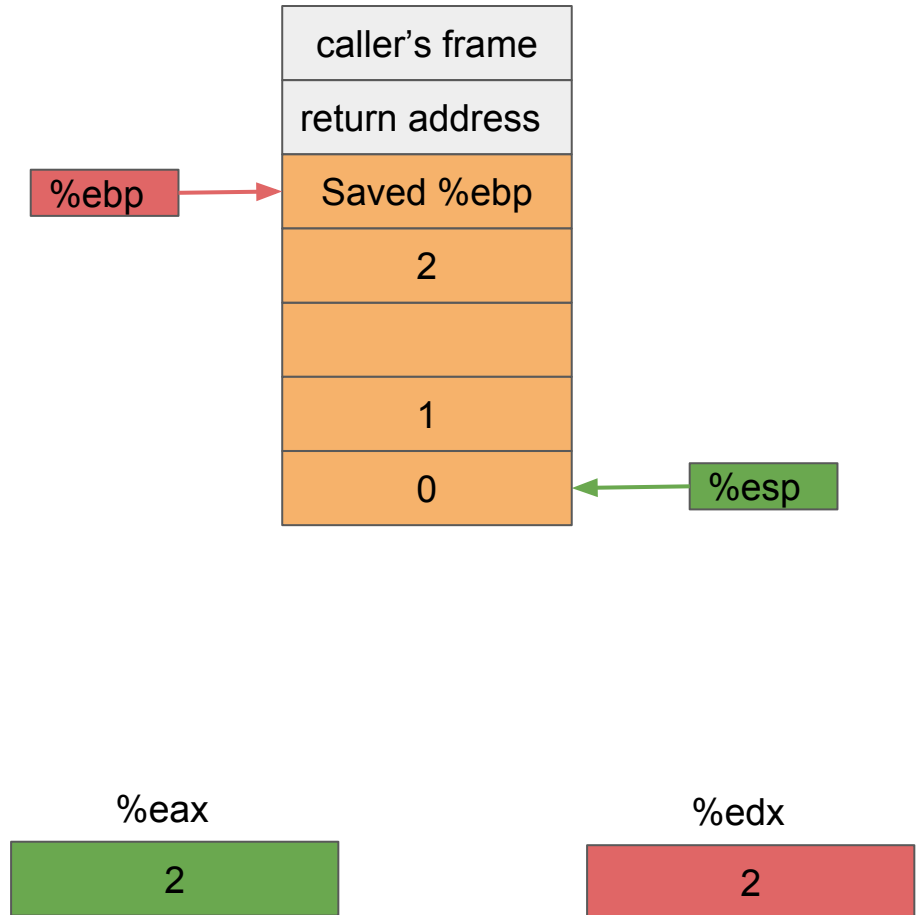 caller’s frame
return address
%ebp
Saved %ebp
2
1
0
%esp
%eax
%edx
2
2